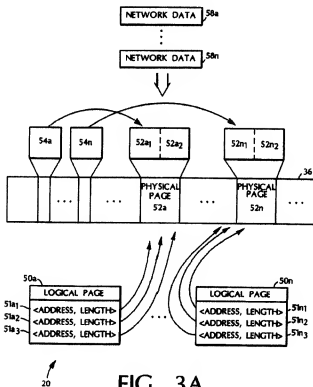 NETWORK DATA 58a
NETWORK DATA 58n
54a 54n 52a1 52a2 52n1 52n2
36
PHYSICAL PAGE 52a
PHYSICAL PAGE 52n
50a 50n
LOGICAL PAGE
LOGICAL PAGE
51a1 <ADDRESS, LENGTH> <ADDRESS, LENGTH> 51n1
51a2 <ADDRESS, LENGTH> <ADDRESS, LENGTH> 51n2
51a3 <ADDRESS, LENGTH> <ADDRESS, LENGTH> 51n3
20
FIG. 3A